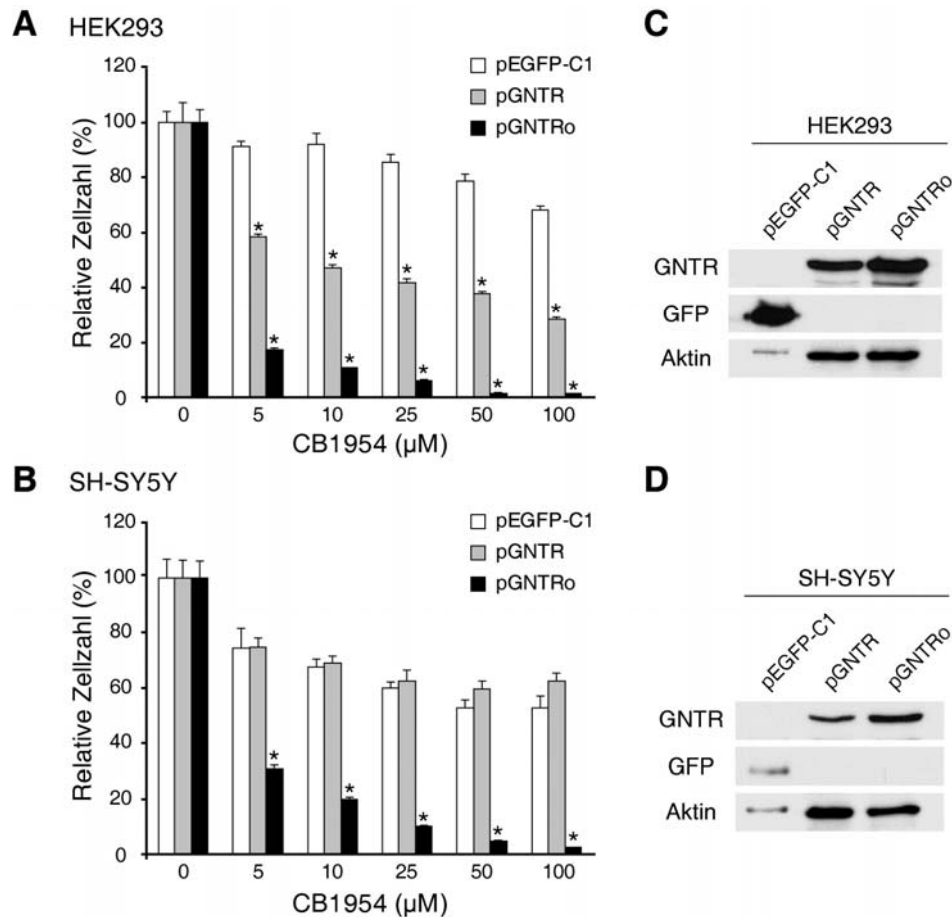 A HEK293
120
100
80
60
40
20
0
Relative Zellzahl (%)
pEGFP-C1
pGNTR
pGNTRo
* * * * *
* * * * *
0 5 10 25 50 100
CB1954 (µM)
B SH-SY5Y
120
100
80
60
40
20
0
Relative Zellzahl (%)
pEGFP-C1
pGNTR
pGNTRo
* * * * *
0 5 10 25 50 100
CB1954 (µM)
C
HEK293
pEGFP-C1 pGNTR pGNTRo
GNTR
GFP
Aktin
D
SH-SY5Y
pEGFP-C1 pGNTR pGNTRo
GNTR
GFP
Aktin